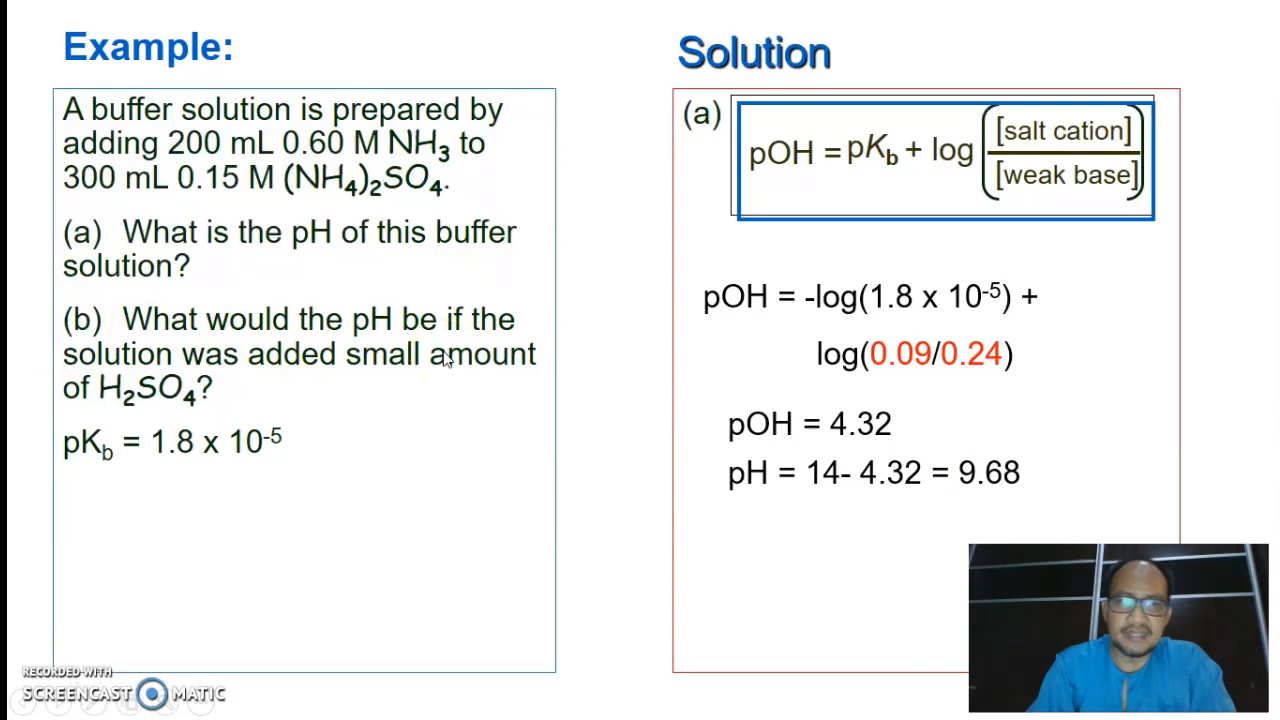 Example:
A buffer solution is prepared by
adding 200 mL 0.60 M NH₃ to
300 mL 0.15 M (NH₄)₂SO₄.
(a) What is the pH of this buffer
solution?
(b) What would the pH be if the
solution was added small amount
of H₂SO₄?
pK_b = 1.8 x 10⁻⁵
Solution
(a)
pOH = pK_b + log ([salt cation]/[weak base])
pOH = -log(1.8 x 10⁻⁵) +
log(0.09/0.24)
pOH = 4.32
pH = 14- 4.32 = 9.68
RECORDED WITH
SCREENCAST MATIC